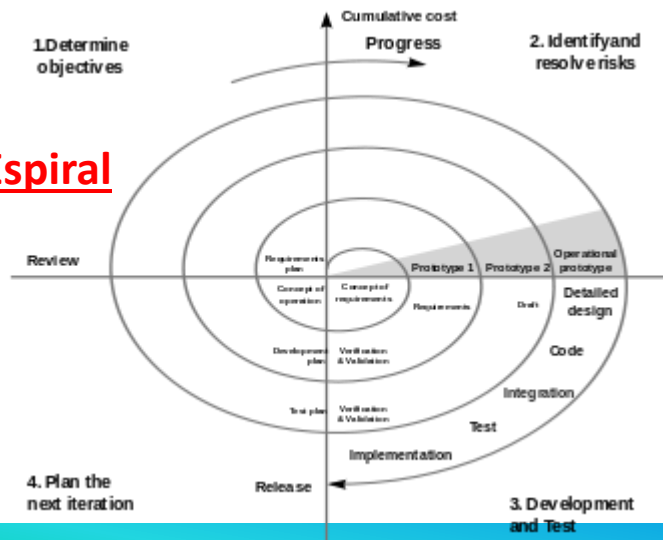 Cumulative cost
1.Determine
objectives
Progress
2. Identifyand
resolve risks
Espiral
Review
Requirements
plan
Prototype 1
Prototype 2
Operational
prototype
Concept of
operation
Concept of
requirements
Requirements
Draft
Detailed
design
Development
plan
Verification
& Validation
Code
Integration
Test plan
Verification
& Validation
Test
Implementation
Release
4. Plan the
next iteration
3. Development
and Test